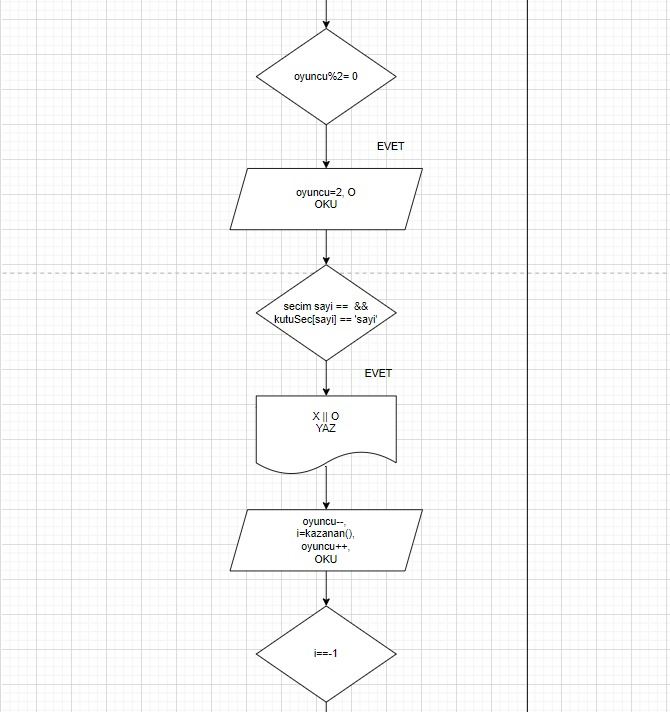 oyuncu%2= 0
EVET
oyuncu=2, O
OKU
secim sayi ==  &&
kutuSec[sayi] == 'sayi'
EVET
X || O
YAZ
oyuncu--,
i=kazanan(),
oyuncu++,
OKU
i==-1